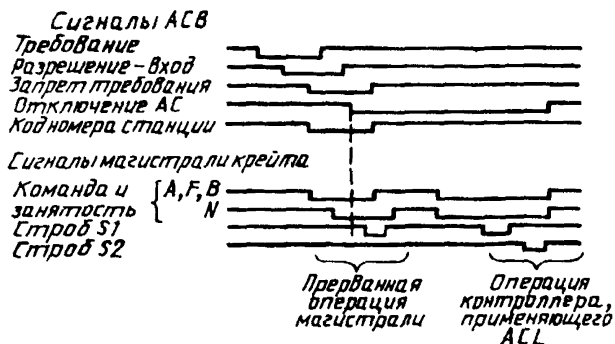 Сигналы АСВ
Требование
Разрешение-вход
Запрет требования
Отключение АС
Код номера станции
Сигналы магистрали крейта
Команда и занятость { A, F, B
N
Строб S1
Строб S2
Прерванная операция магистрали
Операция контроллера, применяющего ACL